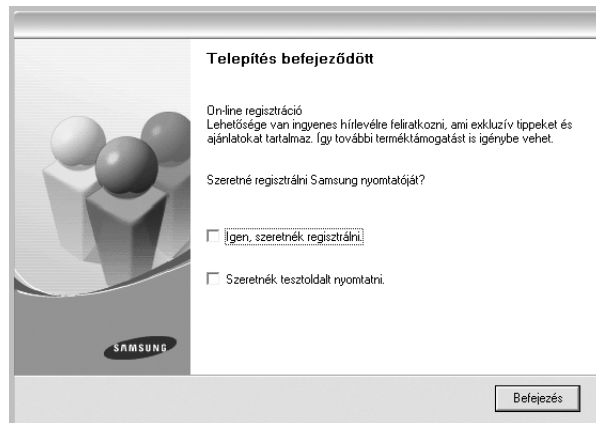 Telepítés befejeződött
On-line regisztráció
Lehetősége van ingyenes hírlevélre feliratkozni, ami exkluzív tippeket és
ajánlatokat tartalmaz. Így további terméktámogatást is igénybe vehet.
Szeretné regisztrálni Samsung nyomtatóját?
Igen, szeretnék regisztrálni.
Szeretnék tesztoldalt nyomtatni.
SAMSUNG
Befejezés